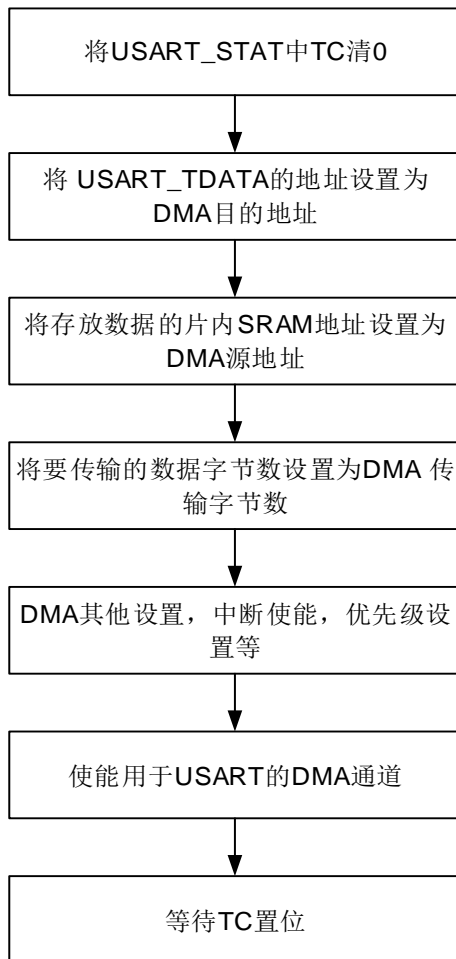 将USART_STAT中TC清0
将 USART_TDATA的地址设置为
DMA目的地址
将存放数据的片内SRAM地址设置为
DMA源地址
将要传输的数据字节数设置为DMA 传
输字节数
DMA其他设置，中断使能，优先级设
置等
使能用于USART的DMA通道
等待TC置位